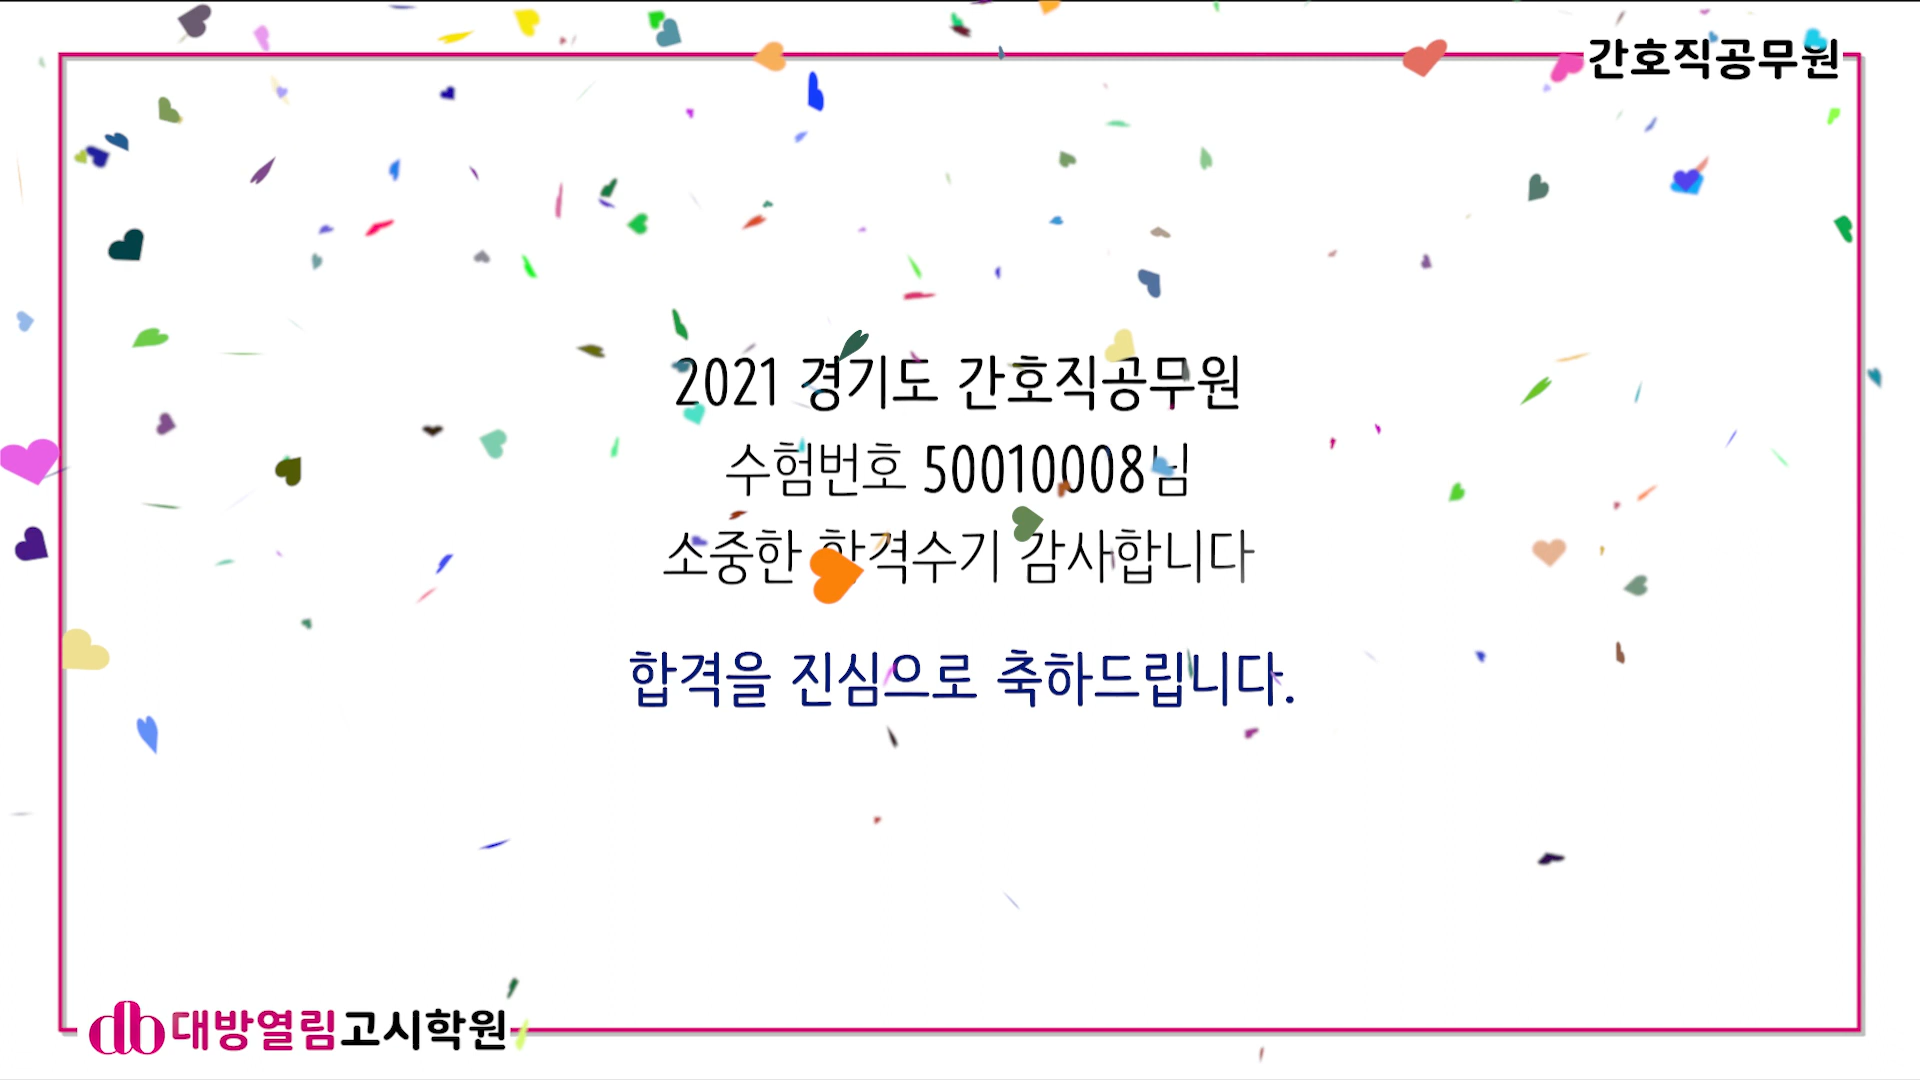 간호직공무원
2021 경기도 간호직공무원
수험번호 50010008님
소중한 합격수기 감사합니다
합격을 진심으로 축하드립니다.
db 대방열림고시학원